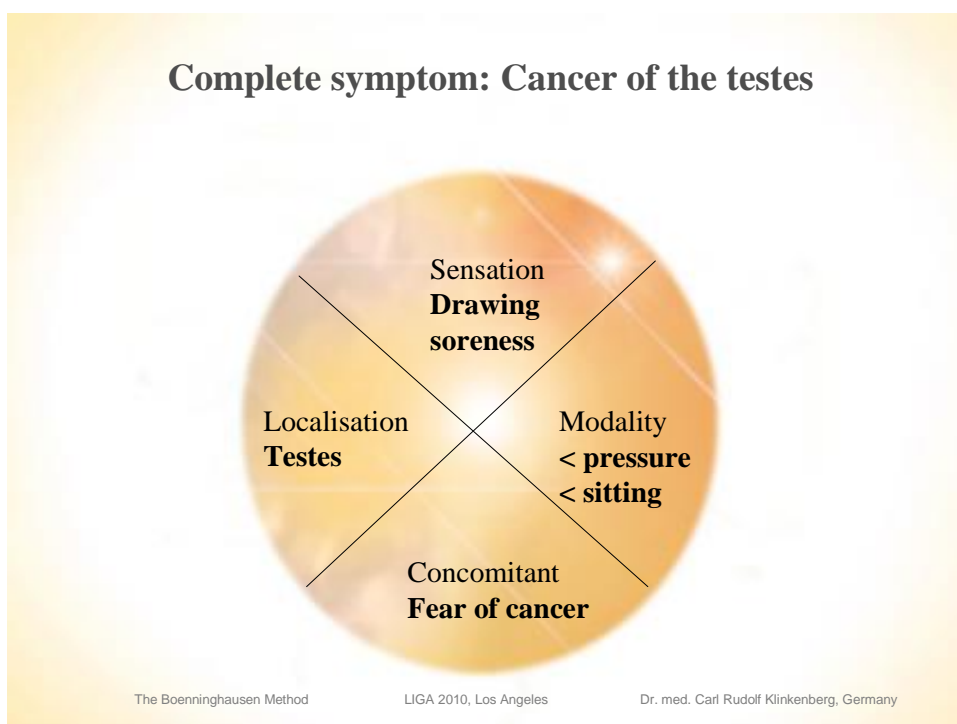 Complete symptom: Cancer of the testes
Sensation
Drawing
soreness
Localisation
Testes
Modality
< pressure
< sitting
Concomitant
Fear of cancer
The Boenninghausen Method LIGA 2010, Los Angeles Dr. med. Carl Rudolf Klinkenberg, Germany